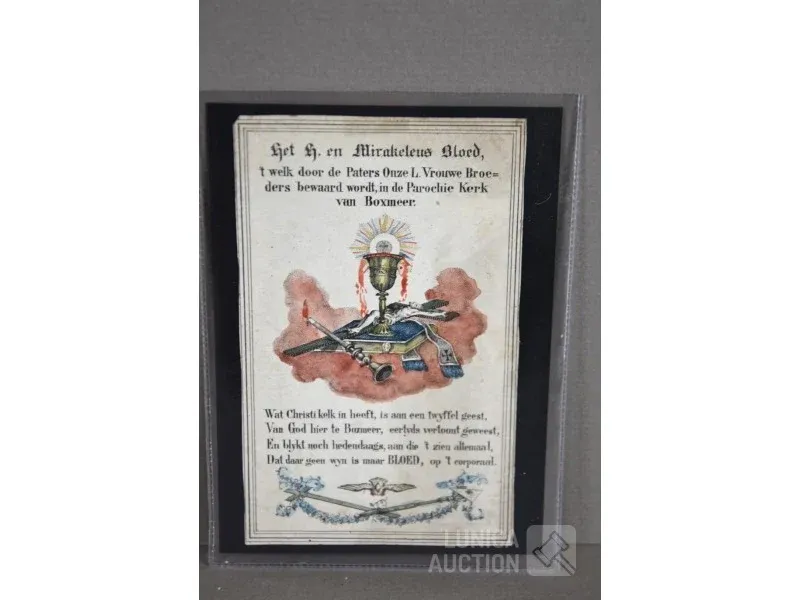 Het H. en Mirakeleus Bloed,
't welk door de Paters Onze L. Vrouwe Broe=
ders bewaard wordt, in de Parochie Kerk
van Boxmeer.
Wat Christi kelk in heeft, is aan een twyffel geest,
Van God hier te Boxmeer, eertyds vertoont geweest,
En blykt noch hedendaags, aan die 't zien allemaal,
Dat daar geen wyn is maar BLOED, op 't corporaal.
LUNICA
AUCTION